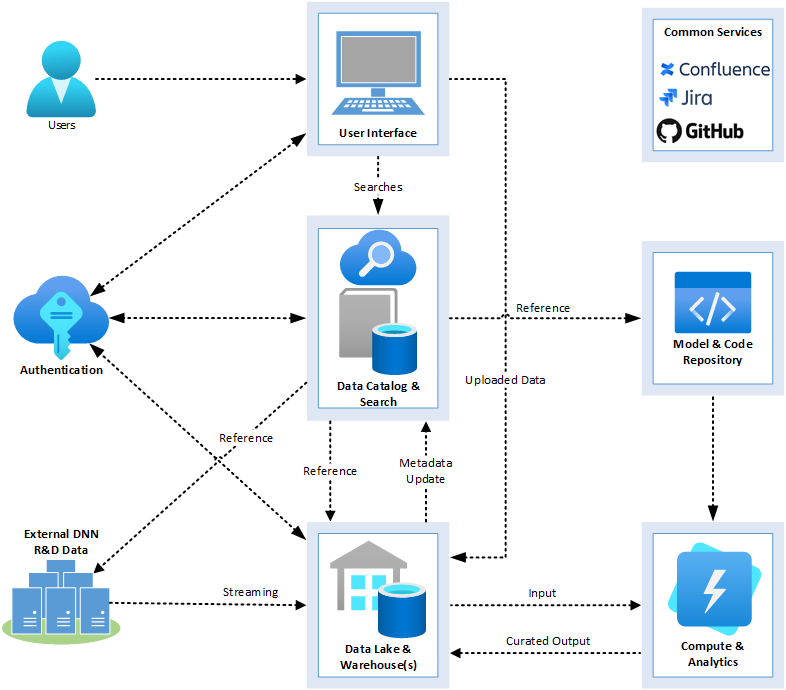 Common Services
Confluence
Jira
GitHub
Users
User Interface
Searches
Authentication
Data Catalog &
Search
Reference
Model & Code
Repository
Uploaded Data
Reference
Reference
Metadata
Update
External DNN
R&D Data
Streaming
Data Lake &
Warehouse(s)
Input
Curated Output
Compute &
Analytics